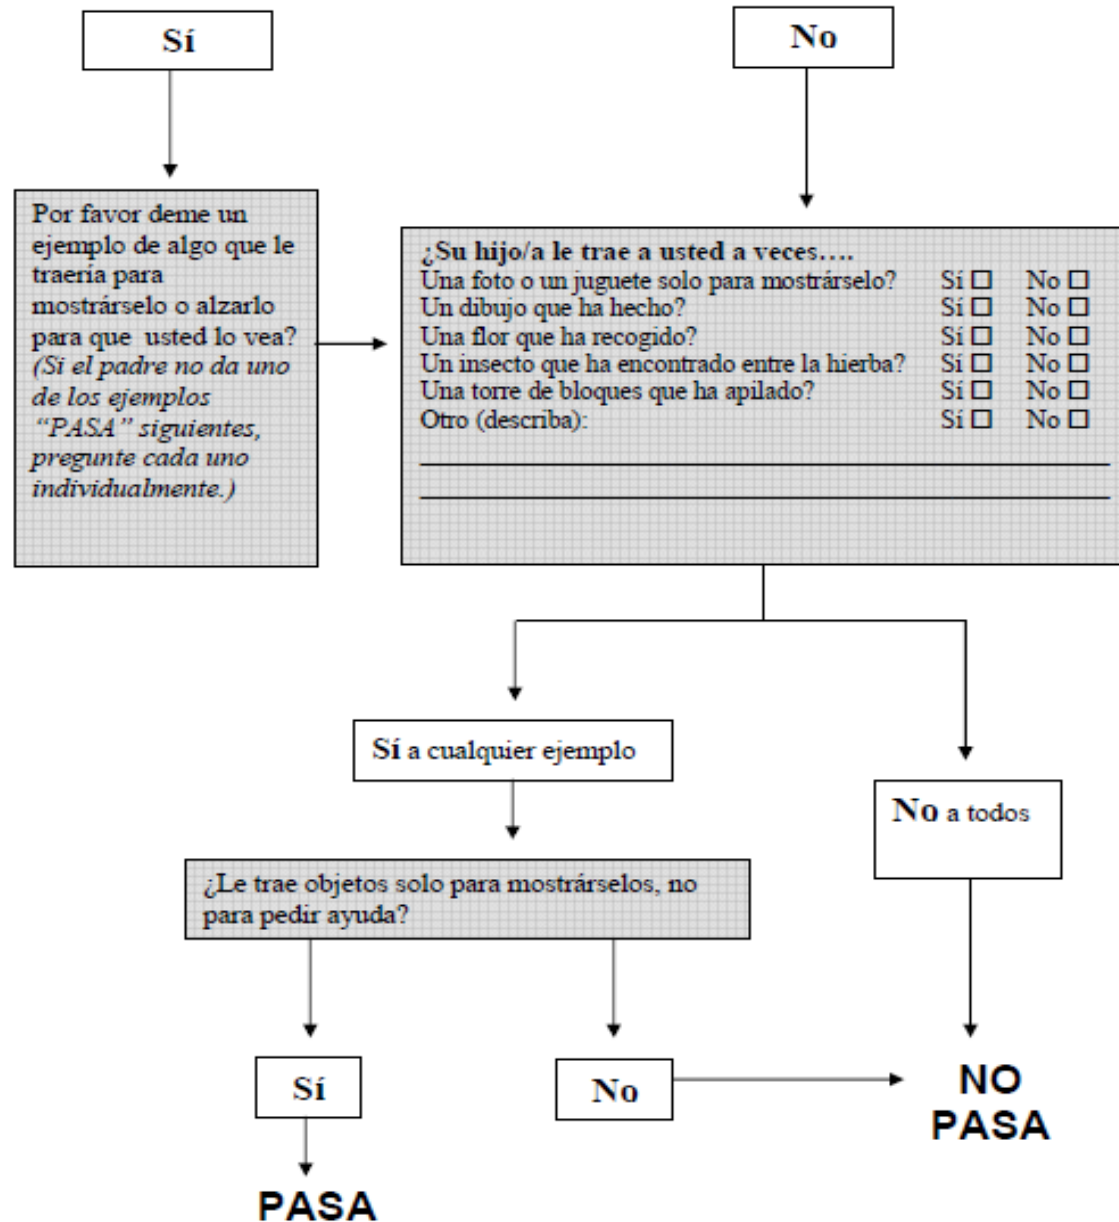 Sí
No
Por favor deme un
ejemplo de algo que le
traería para
mostrárselo o alzarlo
para que usted lo vea?
(Si el padre no da uno
de los ejemplos
“PASA” siguientes,
pregunte cada uno
individualmente.)
¿Su hijo/a le trae a usted a veces….
Una foto o un juguete solo para mostrárselo? Sí ☐ No ☐
Un dibujo que ha hecho? Sí ☐ No ☐
Una flor que ha recogido? Sí ☐ No ☐
Un insecto que ha encontrado entre la hierba? Sí ☐ No ☐
Una torre de bloques que ha apilado? Sí ☐ No ☐
Otro (describa): Sí ☐ No ☐
Sí a cualquier ejemplo
No a todos
¿Le trae objetos solo para mostrárselos, no
para pedir ayuda?
Sí
No
NO
PASA
PASA